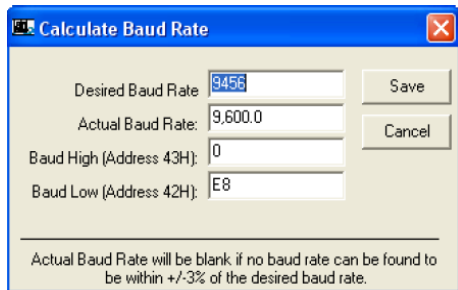 Calculate Baud Rate
Desired Baud Rate 9456 Save
Actual Baud Rate: 9,600.0 Cancel
Baud High (Address 43H): 0
Baud Low (Address 42H): E8
Actual Baud Rate will be blank if no baud rate can be found to
be within +/-3% of the desired baud rate.